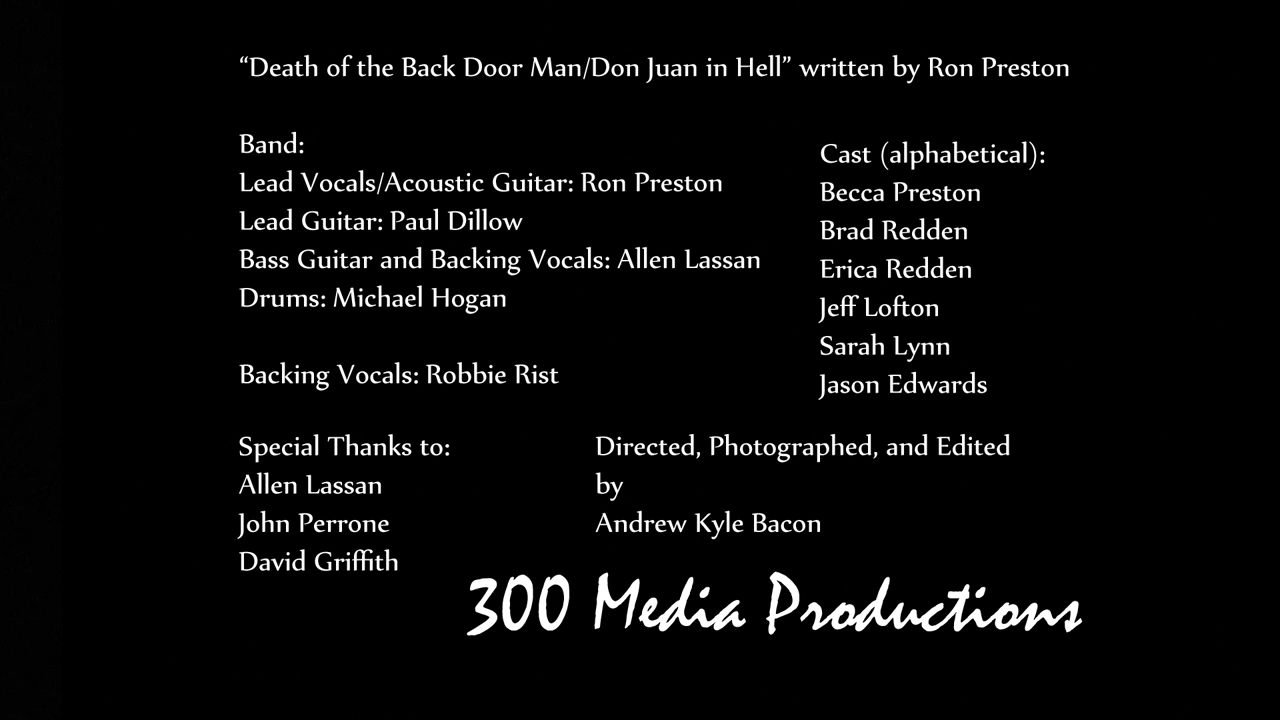 “Death of the Back Door Man/Don Juan in Hell” written by Ron Preston
Band:
Lead Vocals/Acoustic Guitar: Ron Preston
Lead Guitar: Paul Dillow
Bass Guitar and Backing Vocals: Allen Lassan
Drums: Michael Hogan
Backing Vocals: Robbie Rist
Cast (alphabetical):
Becca Preston
Brad Redden
Erica Redden
Jeff Lofton
Sarah Lynn
Jason Edwards
Special Thanks to:
Allen Lassan
John Perrone
David Griffith
Directed, Photographed, and Edited
by
Andrew Kyle Bacon
300 Media Productions